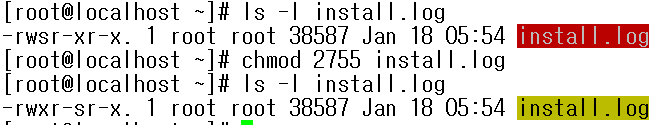 [root@localhost ~]# ls -l install.log
-rwsr-xr-x. 1 root root 38587 Jan 18 05:54 install.log
[root@localhost ~]# chmod 2755 install.log
[root@localhost ~]# ls -l install.log
-rwxr-sr-x. 1 root root 38587 Jan 18 05:54 install.log
[root@localhost ~]#